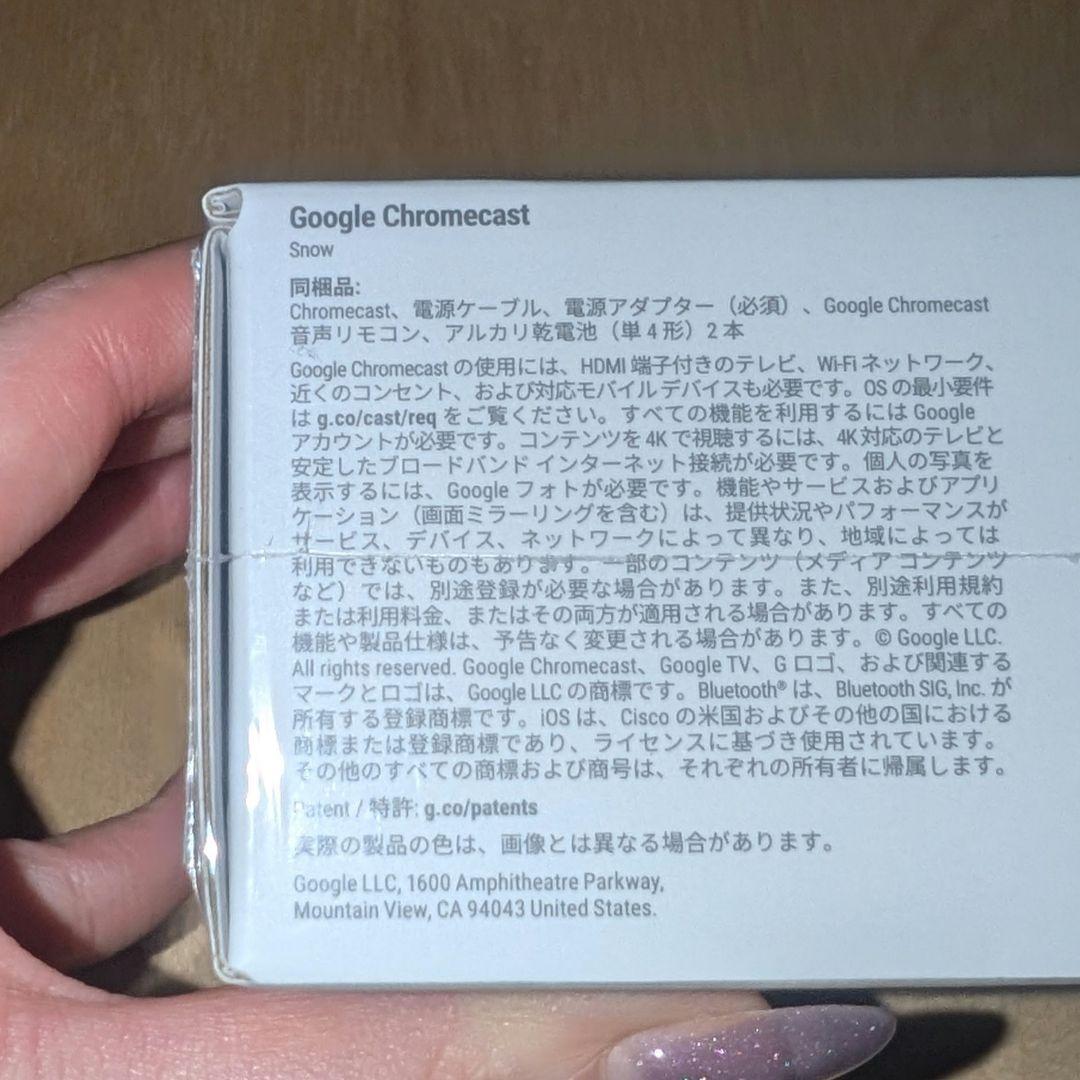 Google Chromecast
Snow
同梱品:
Chromecast、電源ケーブル、電源アダプター（必須）、Google Chromecast
音声リモコン、アルカリ乾電池（単 4 形）2 本
Google Chromecast の使用には、HDMI 端子付きのテレビ、Wi-Fi ネットワーク、
近くのコンセント、および対応モバイル デバイスも必要です。OS の最小要件
は g.co/cast/req をご覧ください。すべての機能を利用するには Google
アカウントが必要です。コンテンツを 4K で視聴するには、4K 対応のテレビと
安定したブロードバンド インターネット接続が必要です。個人の写真を
表示するには、Google フォトが必要です。機能やサービスおよびアプリ
ケーション（画面ミラーリングを含む）は、提供状況やパフォーマンスが
サービス、デバイス、ネットワークによって異なり、地域によっては
利用できないものもあります。一部のコンテンツ（メディア コンテンツ
など）では、別途登録が必要な場合があります。また、別途利用規約
または利用料金、またはその両方が適用される場合があります。すべての
機能や製品仕様は、予告なく変更される場合があります。© Google LLC.
All rights reserved. Google Chromecast、Google TV、G ロゴ、および関連する
マークとロゴは、Google LLC の商標です。Bluetooth® は、Bluetooth SIG, Inc. が
所有する登録商標です。iOS は、Cisco の米国およびその他の国における
商標または登録商標であり、ライセンスに基づき使用されています。
その他のすべての商標および商号は、それぞれの所有者に帰属します。
Patent / 特許: g.co/patents
実際の製品の色は、画像とは異なる場合があります。
Google LLC, 1600 Amphitheatre Parkway,
Mountain View, CA 94043 United States.